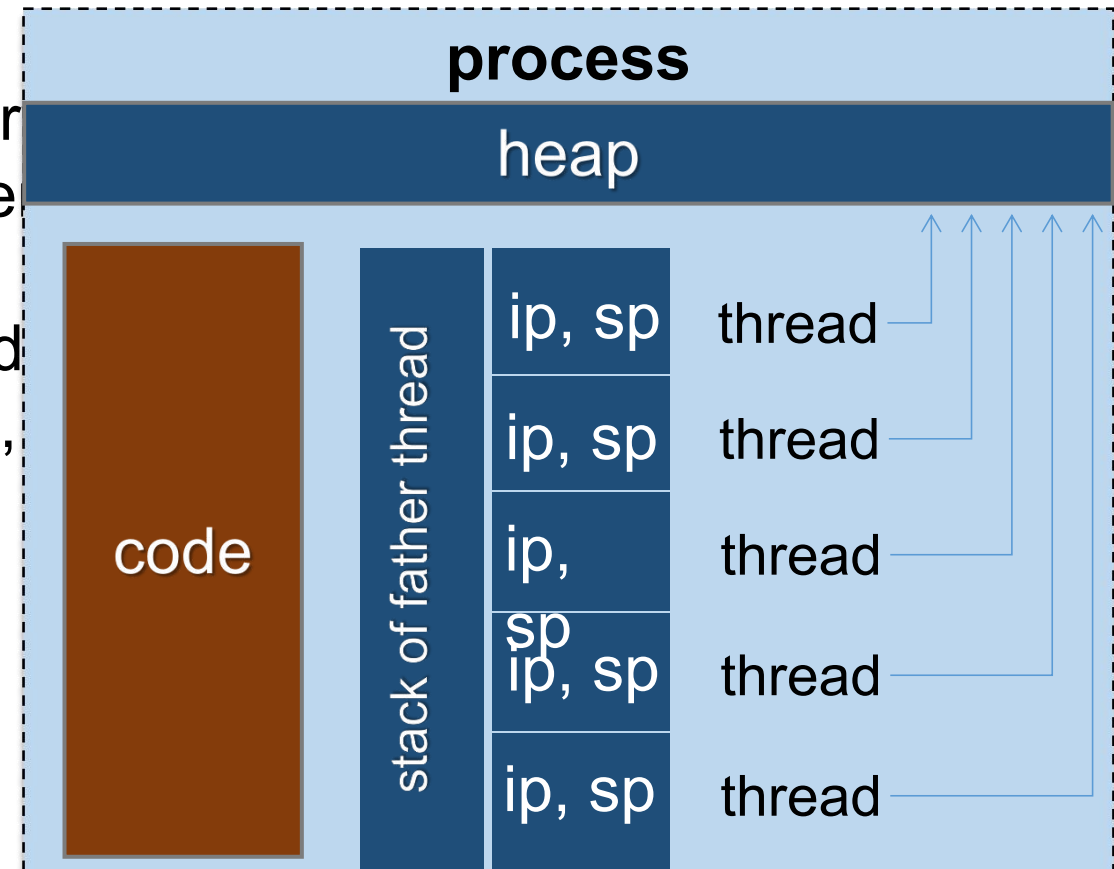 process
heap
code
stack of father thread
ip, sp
thread
ip, sp
thread
ip,
sp
thread
ip, sp
thread
ip, sp
thread